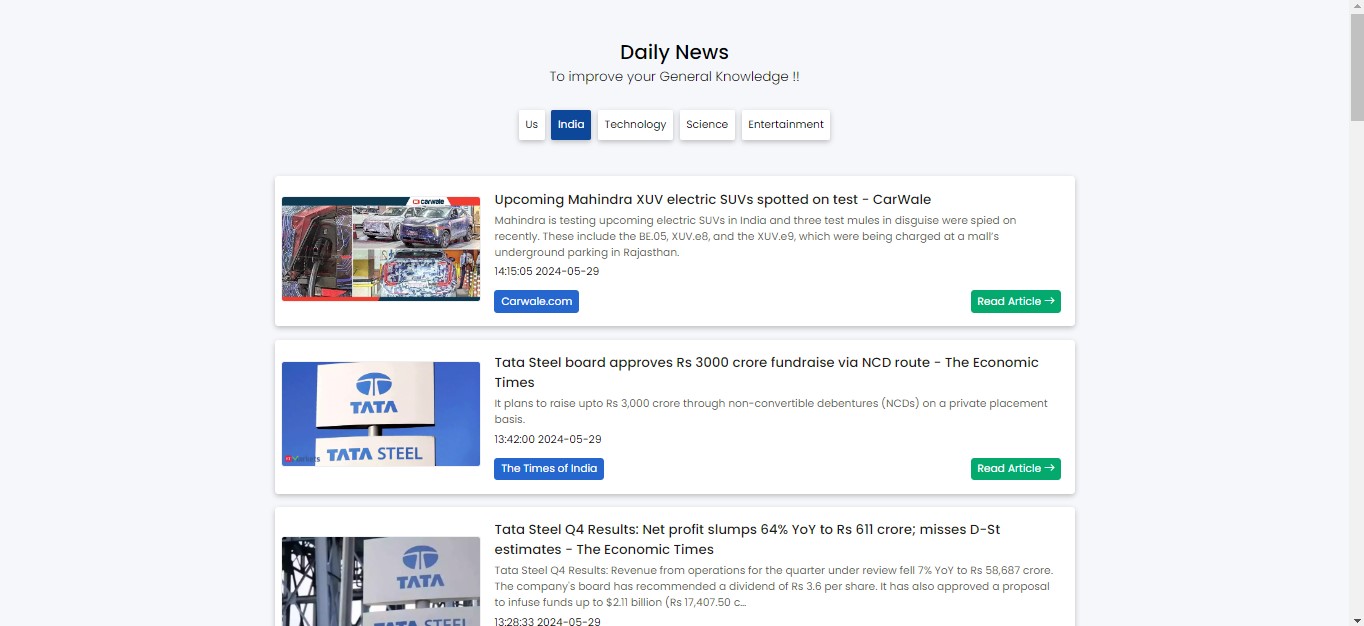 Daily News
To improve your General Knowledge !!
Us
India
Technology
Science
Entertainment
carwale
Upcoming Mahindra XUV electric SUVs spotted on test - CarWale
Mahindra is testing upcoming electric SUVs in India and three test mules in disguise were spied on
recently. These include the BE.05, XUV.e8, and the XUV.e9, which were being charged at a mall's
underground parking in Rajasthan.
14:15:05 2024-05-29
Carwale.com
Read Article →
TATA
TATA STEEL
Tata Steel board approves Rs 3000 crore fundraise via NCD route - The Economic
Times
It plans to raise upto Rs 3,000 crore through non-convertible debentures (NCDs) on a private placement
basis.
13:42:00 2024-05-29
The Times of India
Read Article →
TATA
TATA STEEL
Tata Steel Q4 Results: Net profit slumps 64% YoY to Rs 611 crore; misses D-St
estimates - The Economic Times
Tata Steel Q4 Results: Revenue from operations for the quarter under review fell 7% YoY to Rs 58,687 crore.
The company's board has recommended a dividend of Rs 3.6 per share. It has also approved a proposal
to infuse funds up to $2.11 billion (Rs 17,407.50 c…
13:28:33 2024-05-29